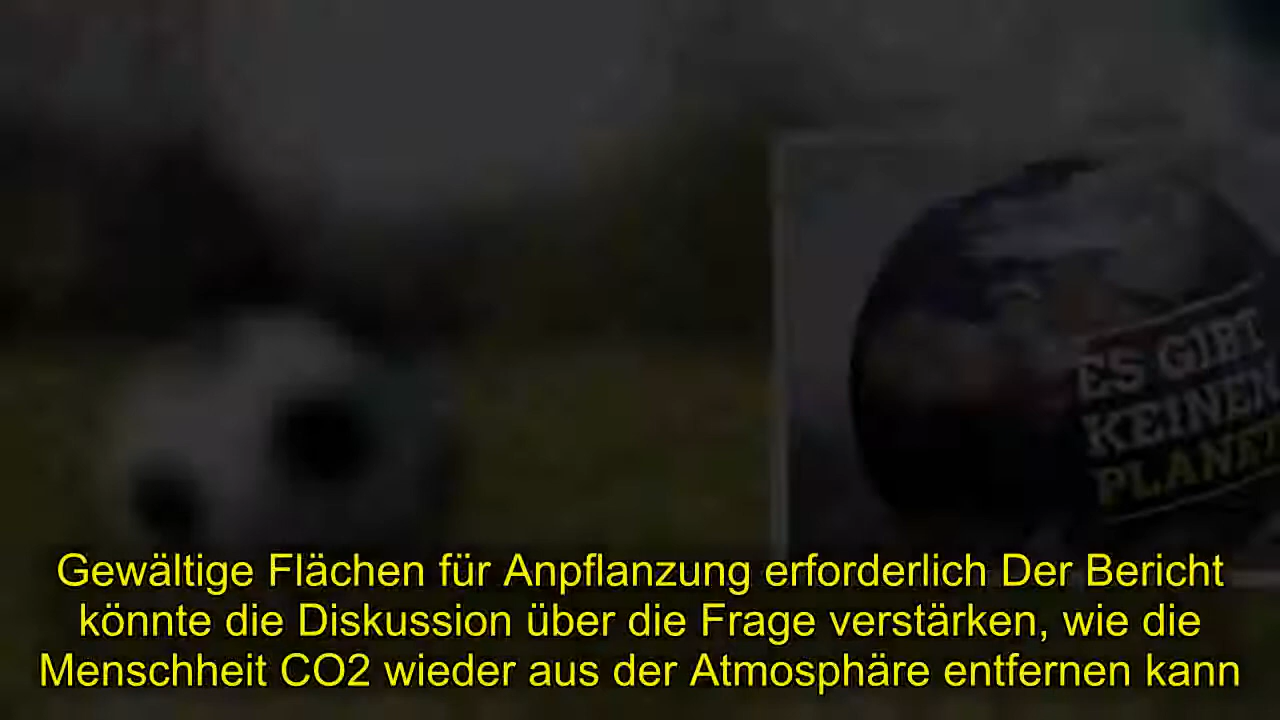 ES GIBT
KEINEN
PLANET
Gewältige Flächen für Anpflanzung erforderlich Der Bericht
könnte die Diskussion über die Frage verstärken, wie die
Menschheit CO2 wieder aus der Atmosphäre entfernen kann